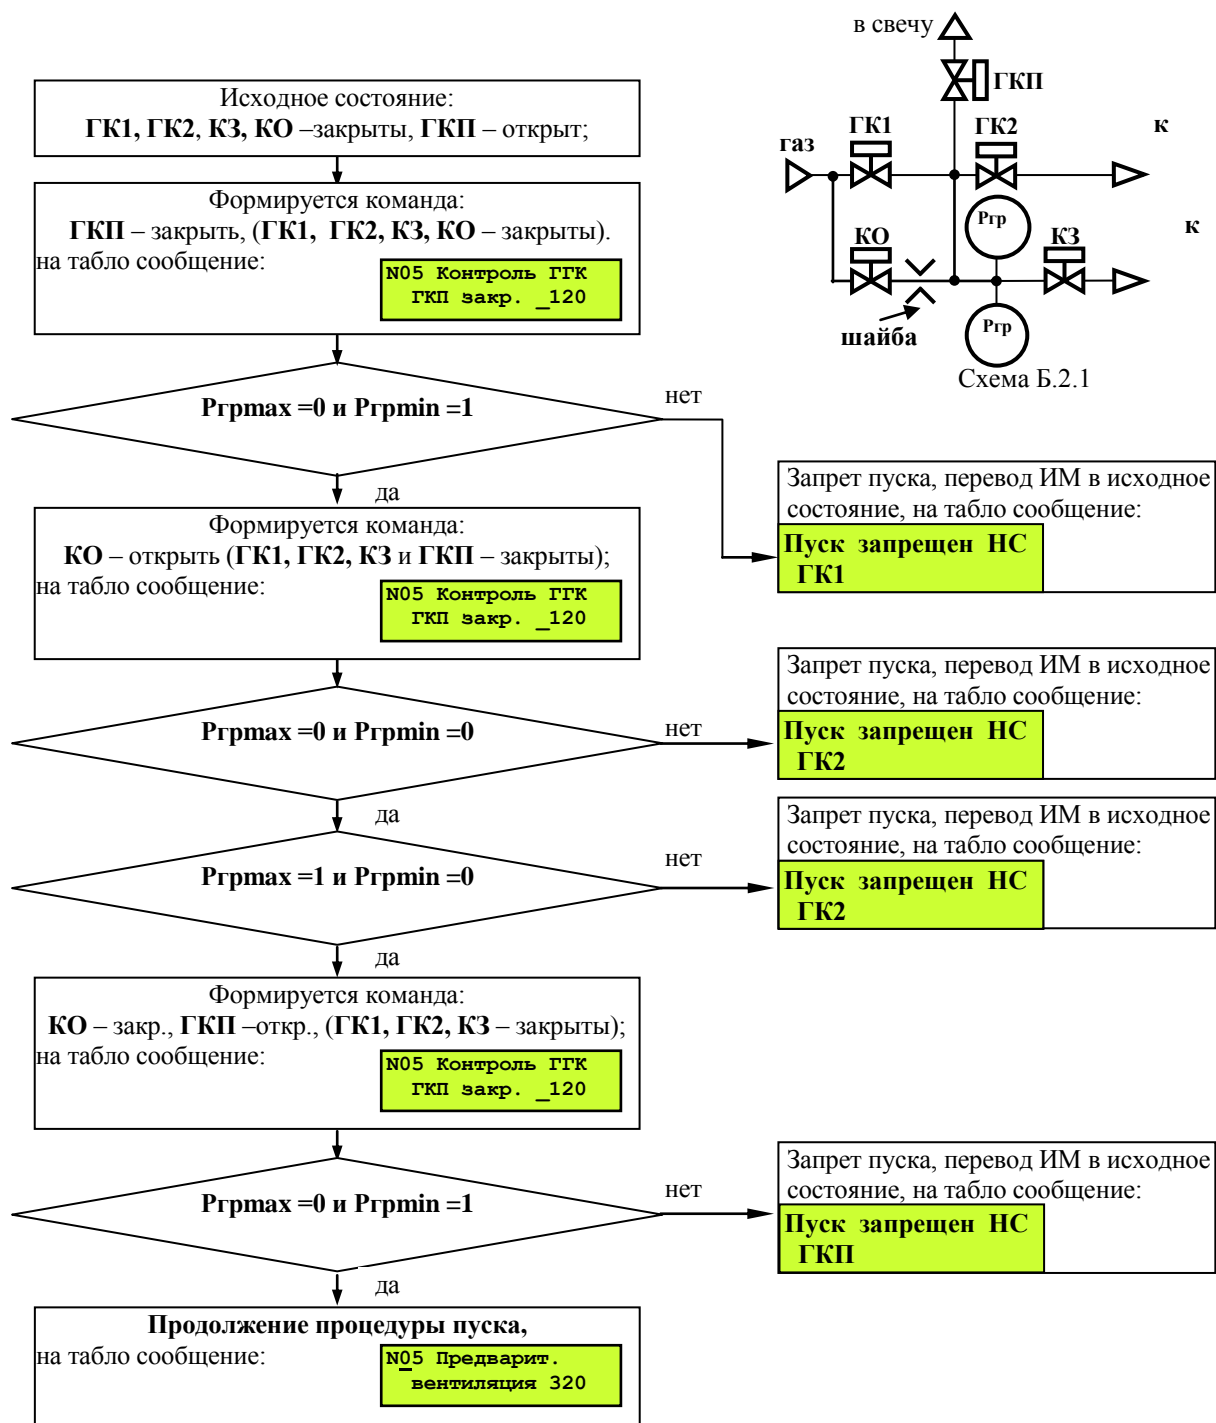 в свечу
ГКП
ГК1
ГК2
к
газ
Ргр
КО
КЗ
к
Ргр
шайба
Схема Б.2.1
Исходное состояние:
ГК1, ГК2, КЗ, КО –закрыты, ГКП – открыт;
Формируется команда:
ГКП – закрыть, (ГК1, ГК2, КЗ, КО – закрыты).
на табло сообщение:
N05 Контроль ГГК
ГКП закр. _120
Ргрmax =0 и Ргрmin =1
нет
да
Запрет пуска, перевод ИМ в исходное
состояние, на табло сообщение:
Пуск запрещен НС
ГК1
Формируется команда:
КО – открыть (ГК1, ГК2, КЗ и ГКП – закрыты);
на табло сообщение:
N05 Контроль ГГК
ГКП закр. _120
Ргрmax =0 и Ргрmin =0
нет
да
Запрет пуска, перевод ИМ в исходное
состояние, на табло сообщение:
Пуск запрещен НС
ГК2
Ргрmax =1 и Ргрmin =0
нет
да
Запрет пуска, перевод ИМ в исходное
состояние, на табло сообщение:
Пуск запрещен НС
ГК2
Формируется команда:
КО – закр., ГКП –откр., (ГК1, ГК2, КЗ – закрыты);
на табло сообщение:
N05 Контроль ГГК
ГКП закр. _120
Ргрmax =0 и Ргрmin =1
нет
да
Запрет пуска, перевод ИМ в исходное
состояние, на табло сообщение:
Пуск запрещен НС
ГКП
Продолжение процедуры пуска,
на табло сообщение:
N05 Предварит.
вентиляция 320